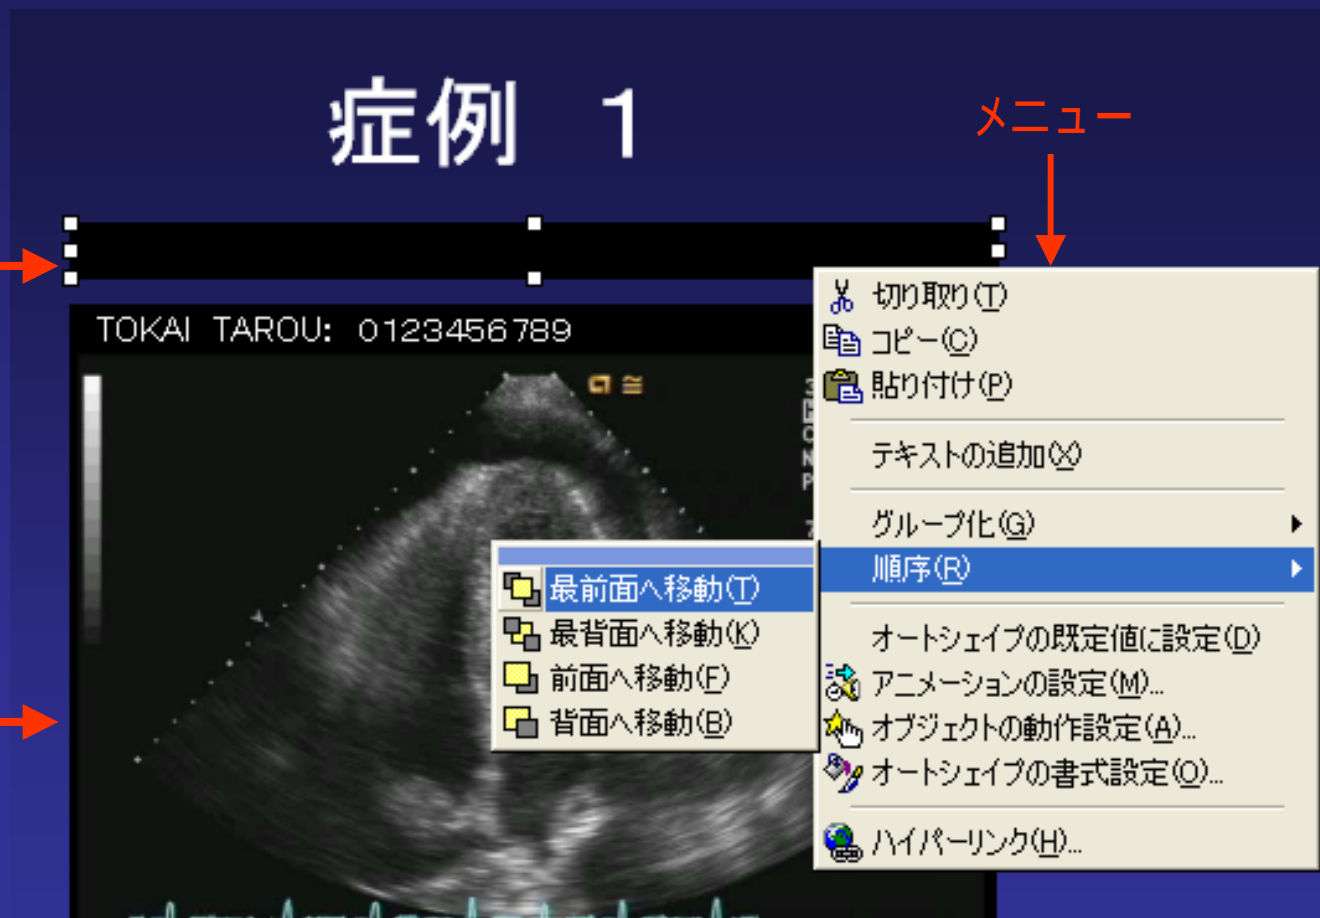 症例 1
メニュー
TOKAI TAROU: 0123456789
切り取り(T)
コピー(C)
貼り付け(P)
テキストの追加(X)
グループ化(G)
順序(R)
最前面へ移動(T)
最背面へ移動(K)
前面へ移動(F)
背面へ移動(B)
オートシェイプの既定値に設定(D)
アニメーションの設定(M)...
オブジェクトの動作設定(A)...
オートシェイプの書式設定(O)...
ハイパーリンク(H)...